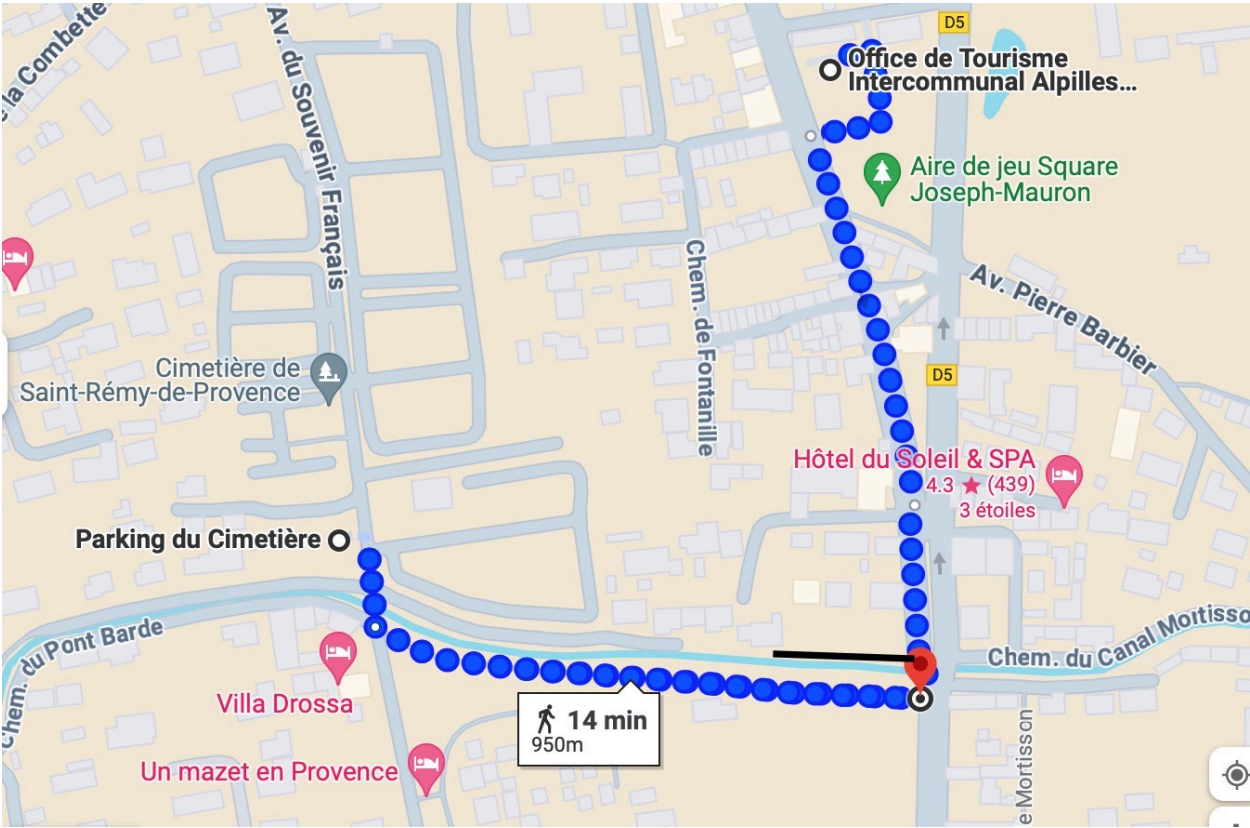 D5
Office de Tourisme
Intercommunal Alpilles...
la Combette
Av. du Souvenir Français
Aire de jeu Square
Joseph-Mauron
Chem. de Fontanille
Av. Pierre Barbier
Cimetière de
Saint-Rémy-de-Provence
D5
Hôtel du Soleil & SPA
4.3 ★ (439)
3 étoiles
Parking du Cimetière
Chem. du Pont Barde
Chem. du Canal Mortisso
Villa Drossa
14 min
950m
Un mazet en Provence
e Mortisson